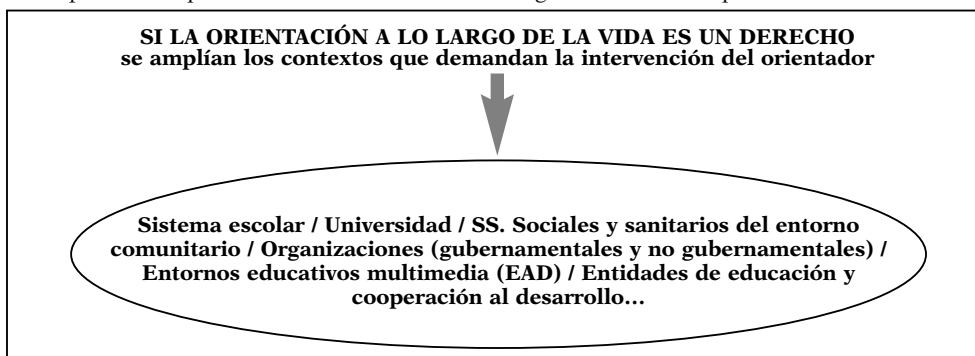 SI LA ORIENTACIÓN A LO LARGO DE LA VIDA ES UN DERECHO
se amplían los contextos que demandan la intervención del orientador
Sistema escolar / Universidad / SS. Sociales y sanitarios del entorno
comunitario / Organizaciones (gubernamentales y no gubernamentales) /
Entornos educativos multimedia (EAD) / Entidades de educación y
cooperación al desarrollo...